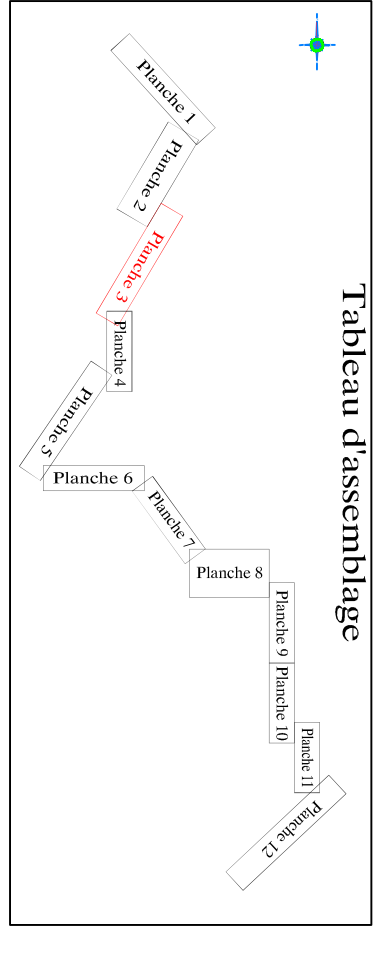 Tableau d'assemblage
Planche 1
Planche 2
Planche 3
Planche 4
Planche 5
Planche 6
Planche 7
Planche 8
Planche 9
Planche 10
Planche 11
Planche 12